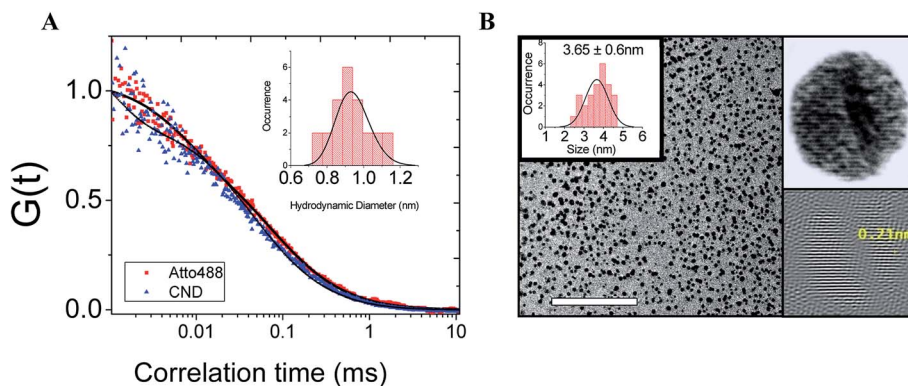 A
G(t)
1.0
0.5
0.0
0.01
0.1
1
10
Correlation time (ms)
Atto488
CND
Occurrence
6
4
2
0
0.6
0.8
1.0
1.2
Hydrodynamic Diameter (nm)
B
3.65 ± 0.6nm
Occurrence
8
6
4
2
0
1 2 3 4 5 6
Size (nm)
0.21nm